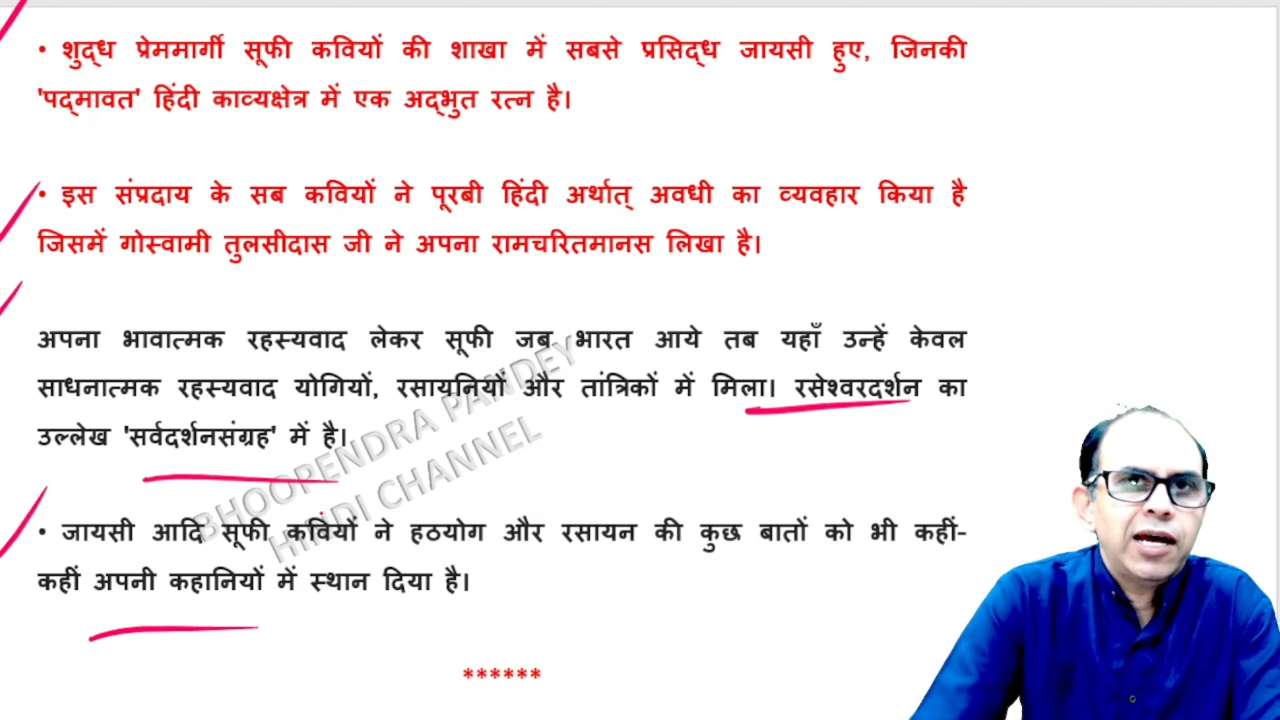 • शुद्ध प्रेममार्गी सूफी कवियों की शाखा में सबसे प्रसिद्ध जायसी हुए, जिनकी
'पद्मावत' हिंदी काव्यक्षेत्र में एक अद्भुत रत्न है।
• इस संप्रदाय के सब कवियों ने पूरबी हिंदी अर्थात् अवधी का व्यवहार किया है
जिसमें गोस्वामी तुलसीदास जी ने अपना रामचरितमानस लिखा है।
अपना भावात्मक रहस्यवाद लेकर सूफी जब भारत आये तब यहाँ उन्हें केवल
साधनात्मक रहस्यवाद योगियों, रसायनियों और तांत्रिकों में मिला। रसेश्वरदर्शन का
उल्लेख 'सर्वदर्शनसंग्रह' में है।
BHOOPENDRA PANDEY
HINDI CHANNEL
• जायसी आदि सूफी कवियों ने हठयोग और रसायन की कुछ बातों को भी कहीं-
कहीं अपनी कहानियों में स्थान दिया है।
******